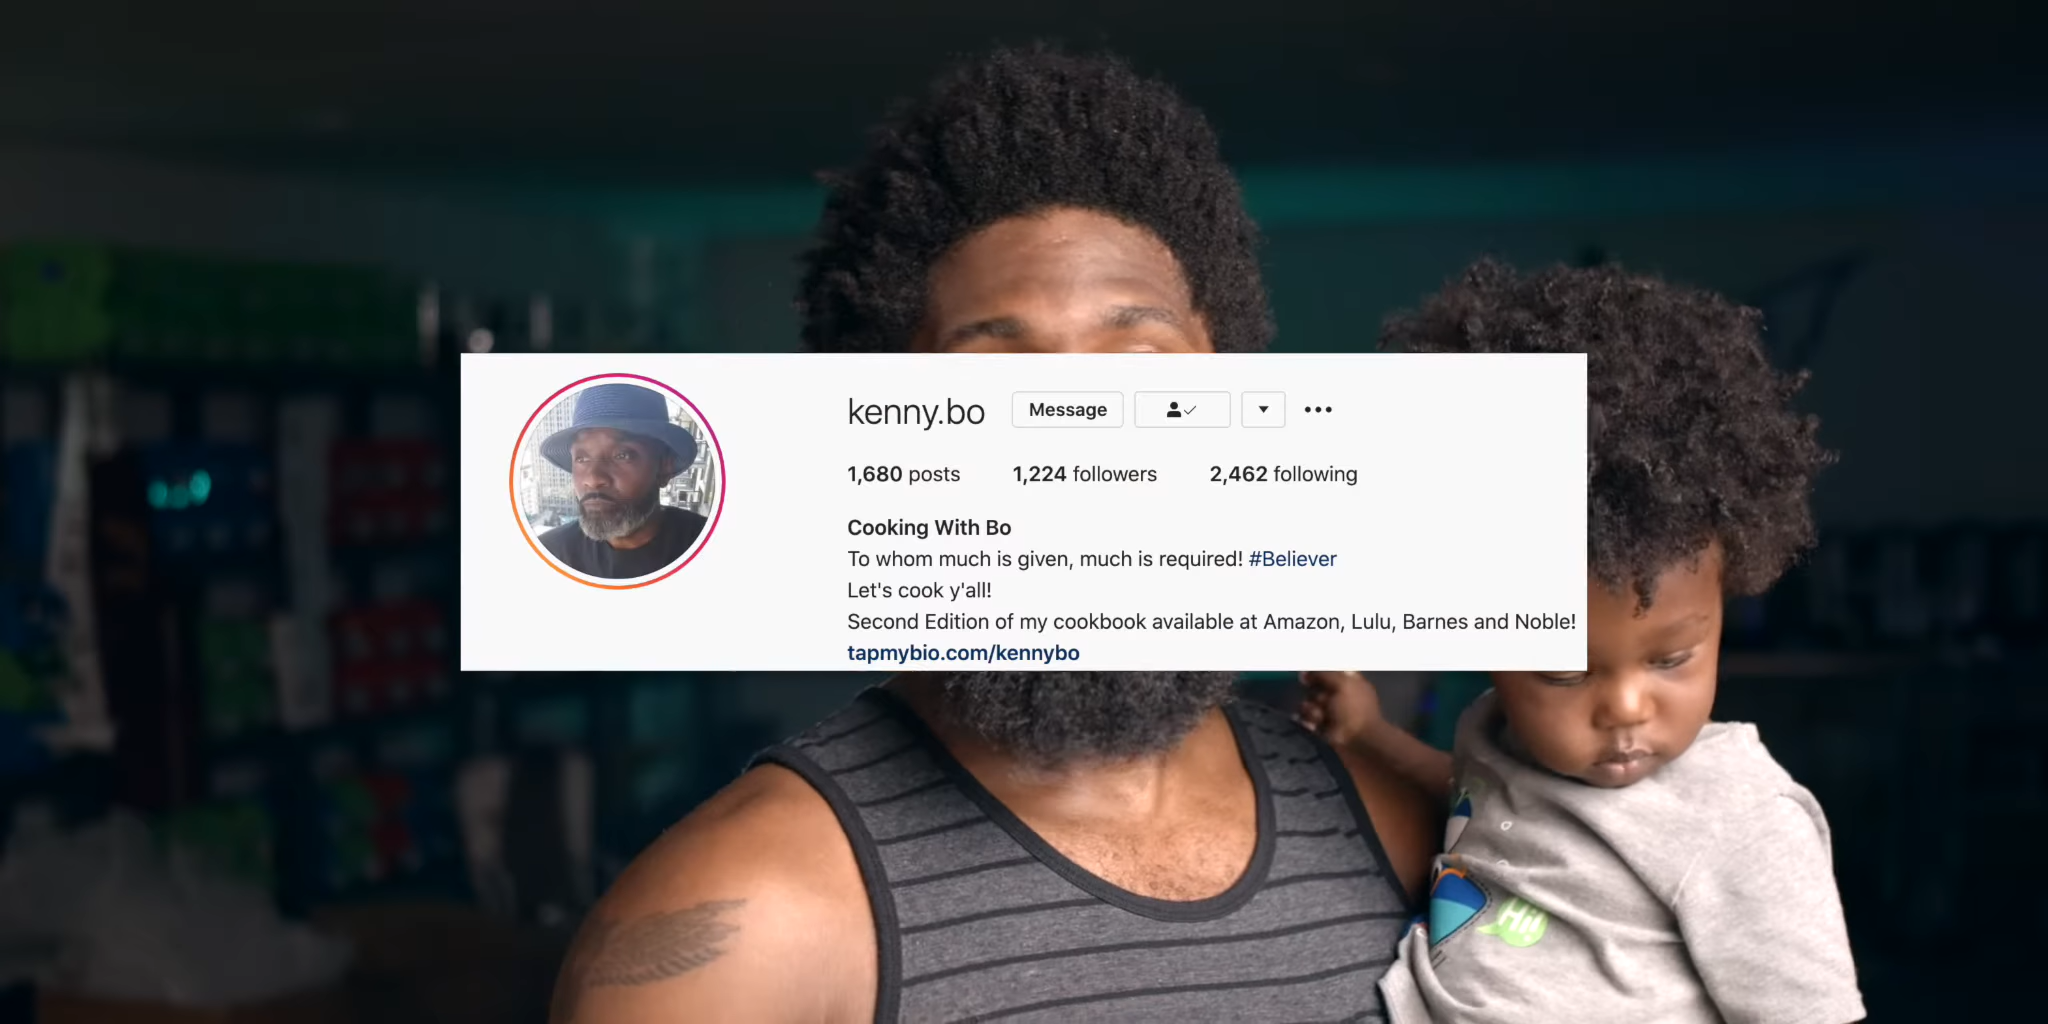 kenny.bo Message
1,680 posts 1,224 followers 2,462 following
Cooking With Bo
To whom much is given, much is required! #Believer
Let's cook y'all!
Second Edition of my cookbook available at Amazon, Lulu, Barnes and Noble!
tapmybio.com/kennybo
Hi!